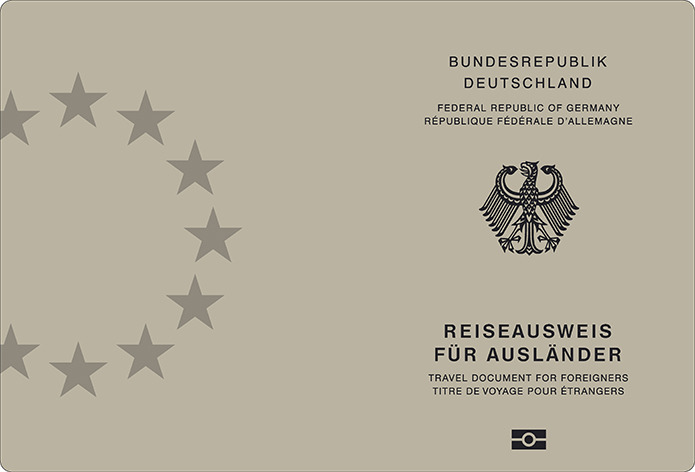 BUNDESREPUBLIK
DEUTSCHLAND
FEDERAL REPUBLIC OF GERMANY
RÉPUBLIQUE FÉDÉRALE D'ALLEMAGNE
REISEAUSWEIS
FÜR AUSLÄNDER
TRAVEL DOCUMENT FOR FOREIGNERS
TITRE DE VOYAGE POUR ÉTRANGERS